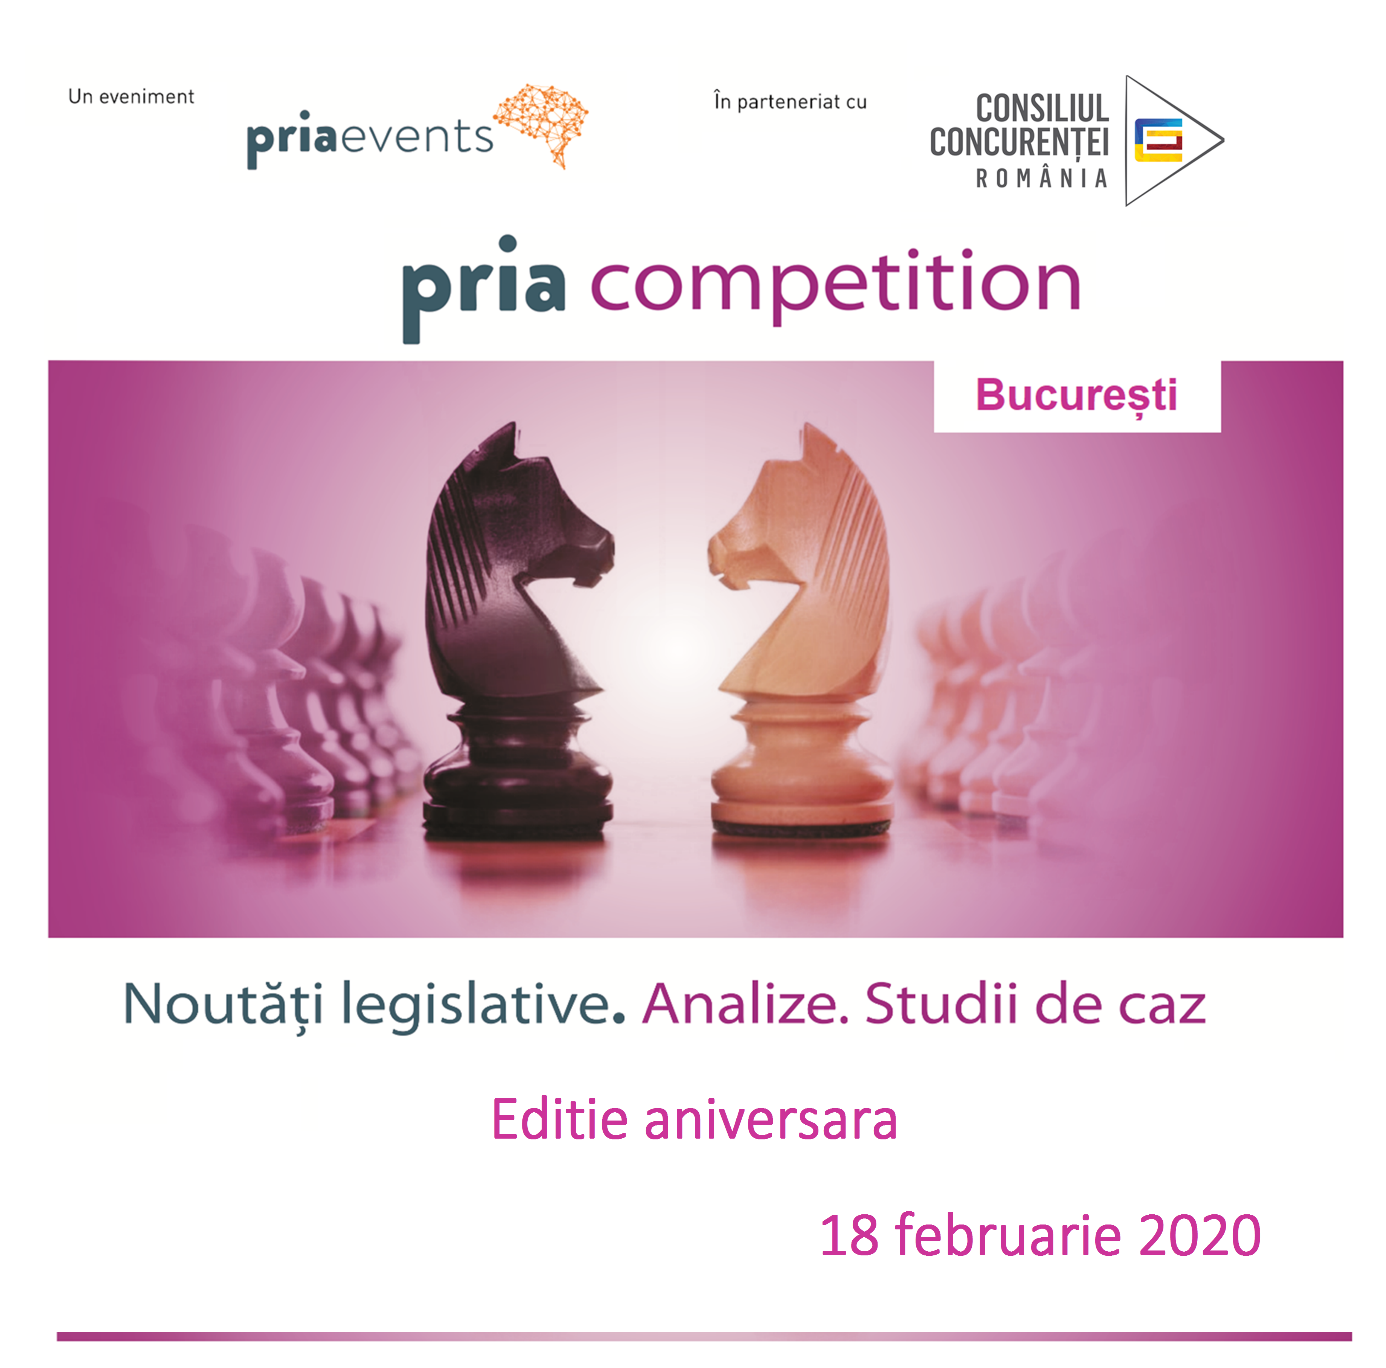 Un eveniment
priaevents
În parteneriat cu
CONSILIUL
CONCURENȚEI
ROMÂNIA
pria competition
București
Noutăți legislative. Analize. Studii de caz
Editie aniversara
18 februarie 2020